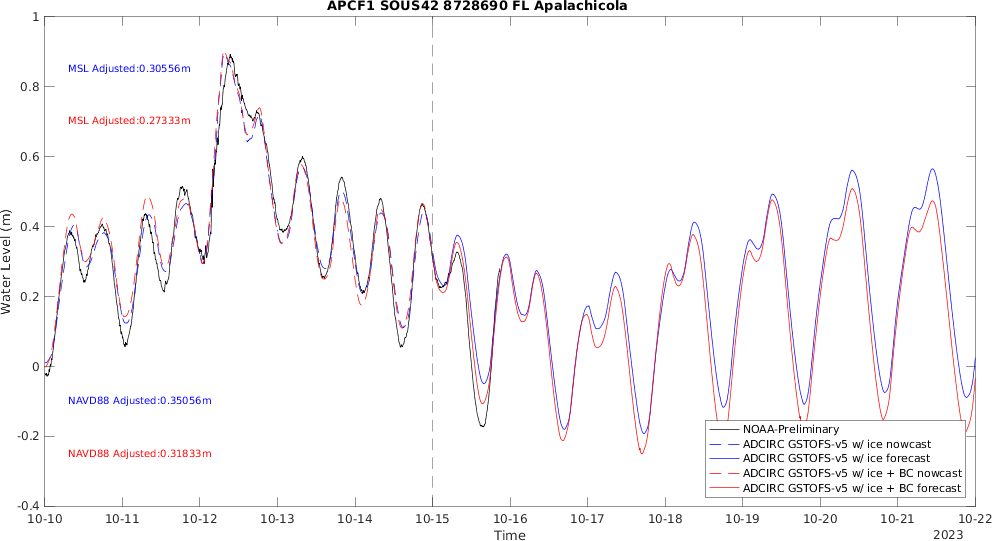 APCF1 SOUS42 8728690 FL Apalachicola
1
0.8
0.6
0.4
0.2
0
-0.2
-0.4
Water Level (m)
MSL Adjusted:0.30556m
MSL Adjusted:0.27333m
NAVD88 Adjusted:0.35056m
NAVD88 Adjusted:0.31833m
NOAA-Preliminary
ADCIRC GSTOFS-v5 w/ ice nowcast
ADCIRC GSTOFS-v5 w/ ice forecast
ADCIRC GSTOFS-v5 w/ ice + BC nowcast
ADCIRC GSTOFS-v5 w/ ice + BC forecast
10-10 10-11 10-12 10-13 10-14 10-15 10-16 10-17 10-18 10-19 10-20 10-21 10-22
Time
2023